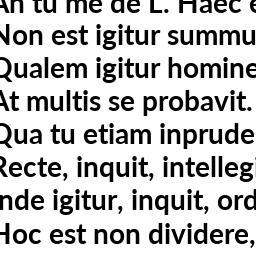 An tu me de L. Haec e
Non est igitur summu
Qualem igitur homine
At multis se probavit.
Qua tu etiam inprude
Recte, inquit, intellegi
nde igitur, inquit, ord
Hoc est non dividere,